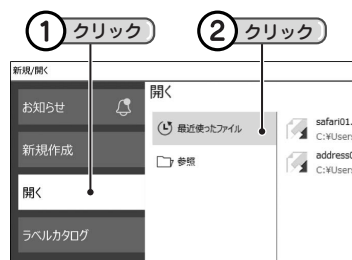 1 クリック
2 クリック
新規/開く
お知らせ
新規作成
開く
ラベルカタログ
開く
最近使ったファイル
参照
safari01.
C:¥Users
address0
C:¥Users